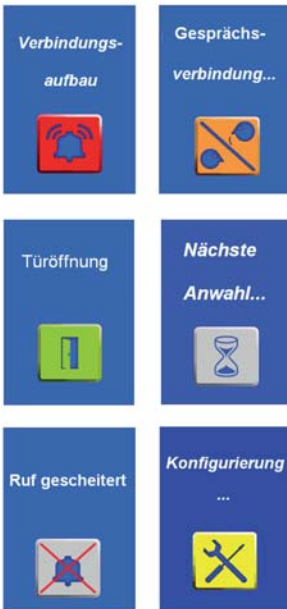 Verbindungs-
aufbau
Gesprächs-
verbindung...
Türöffnung
Nächste
Anwahl...
Ruf gescheitert
Konfigurierung
...